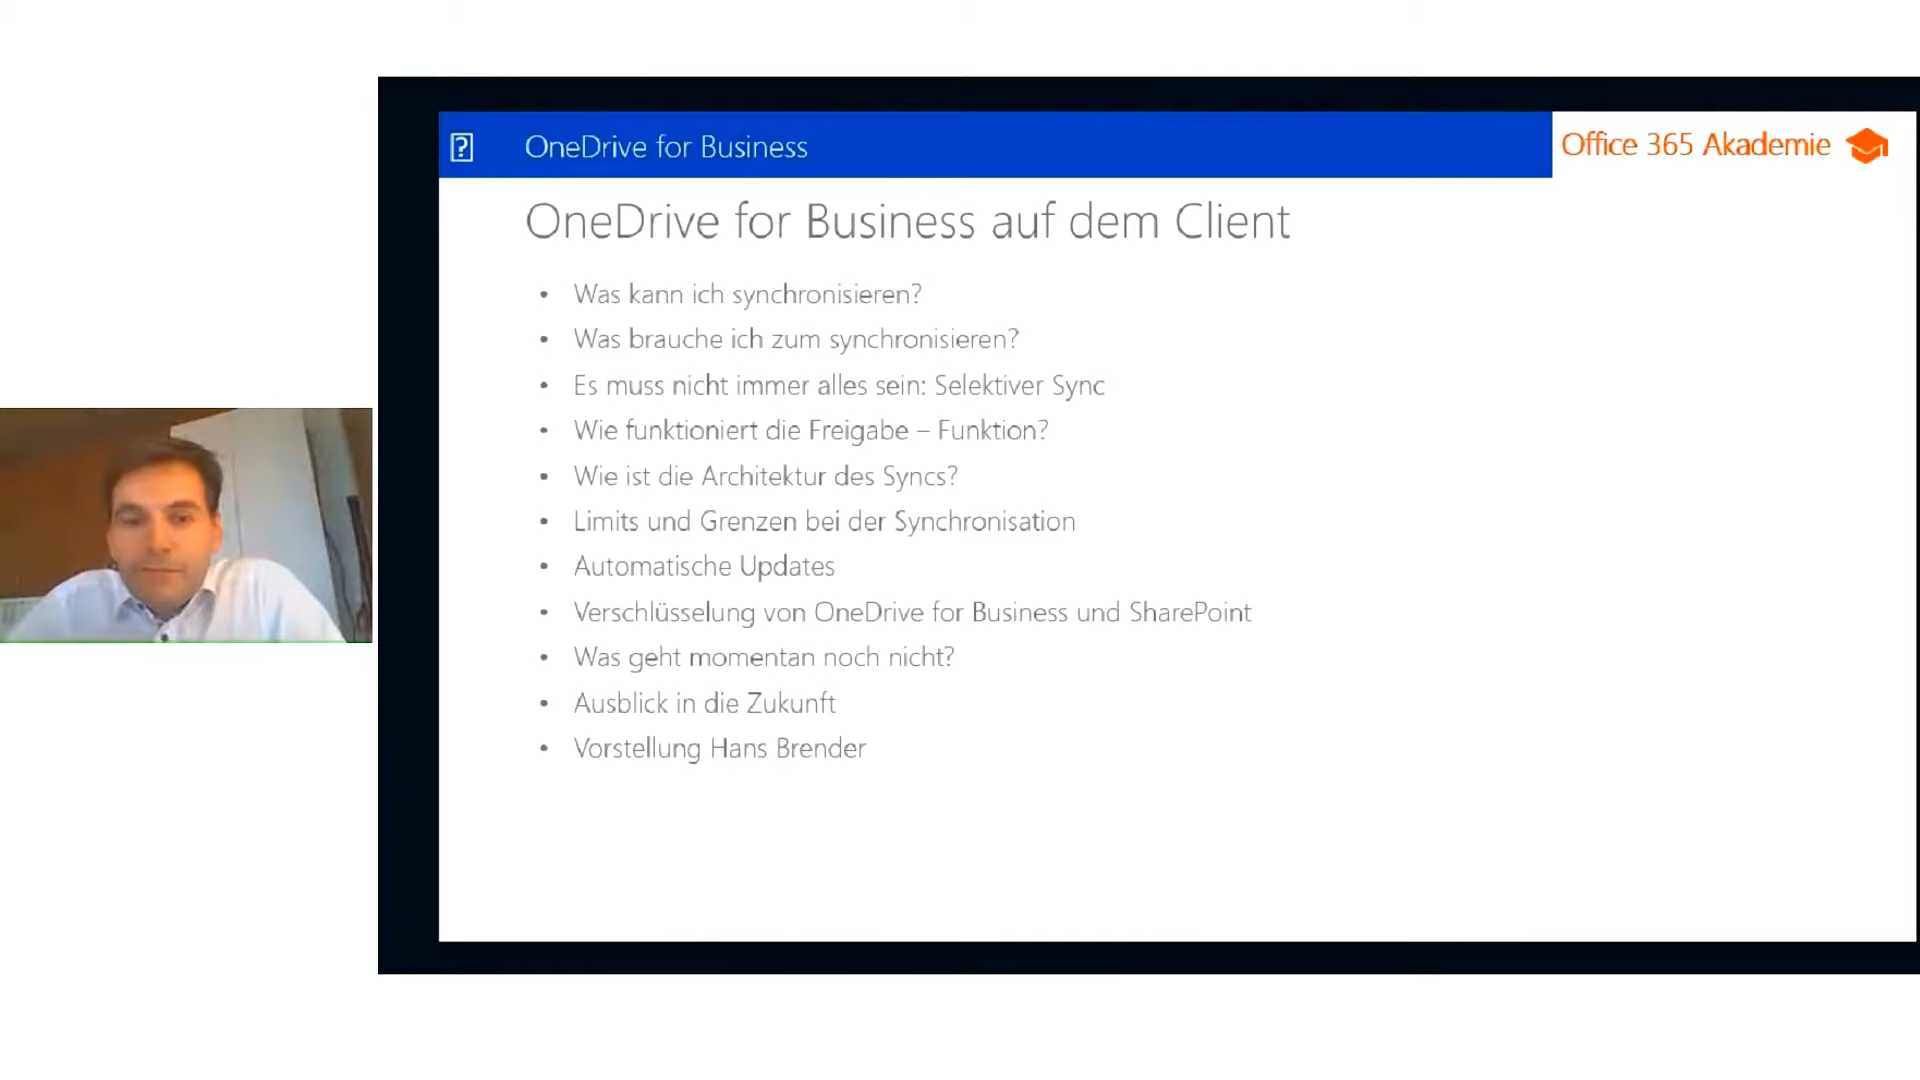 OneDrive for Business
Office 365 Akademie
OneDrive for Business auf dem Client
• Was kann ich synchronisieren?
• Was brauche ich zum synchronisieren?
• Es muss nicht immer alles sein: Selektiver Sync
• Wie funktioniert die Freigabe – Funktion?
• Wie ist die Architektur des Syncs?
• Limits und Grenzen bei der Synchronisation
• Automatische Updates
• Verschlüsselung von OneDrive for Business und SharePoint
• Was geht momentan noch nicht?
• Ausblick in die Zukunft
• Vorstellung Hans Brender